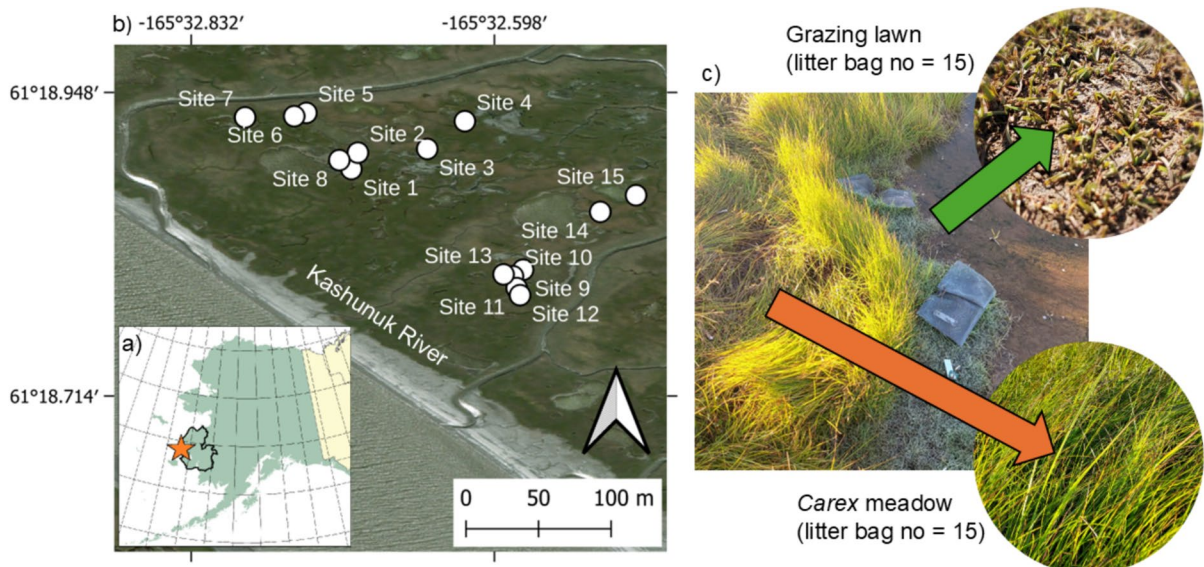 b)
-165°32.832′
-165°32.598′
61°18.948′
61°18.714′
Site 7
Site 5
Site 4
Site 6
Site 2
Site 3
Site 8
Site 1
Site 15
Site 14
Site 13
Site 10
Site 9
Site 11
Site 12
Kashunuk River
a)
0 50 100 m
c)
Grazing lawn
(litter bag no = 15)
Carex meadow
(litter bag no = 15)